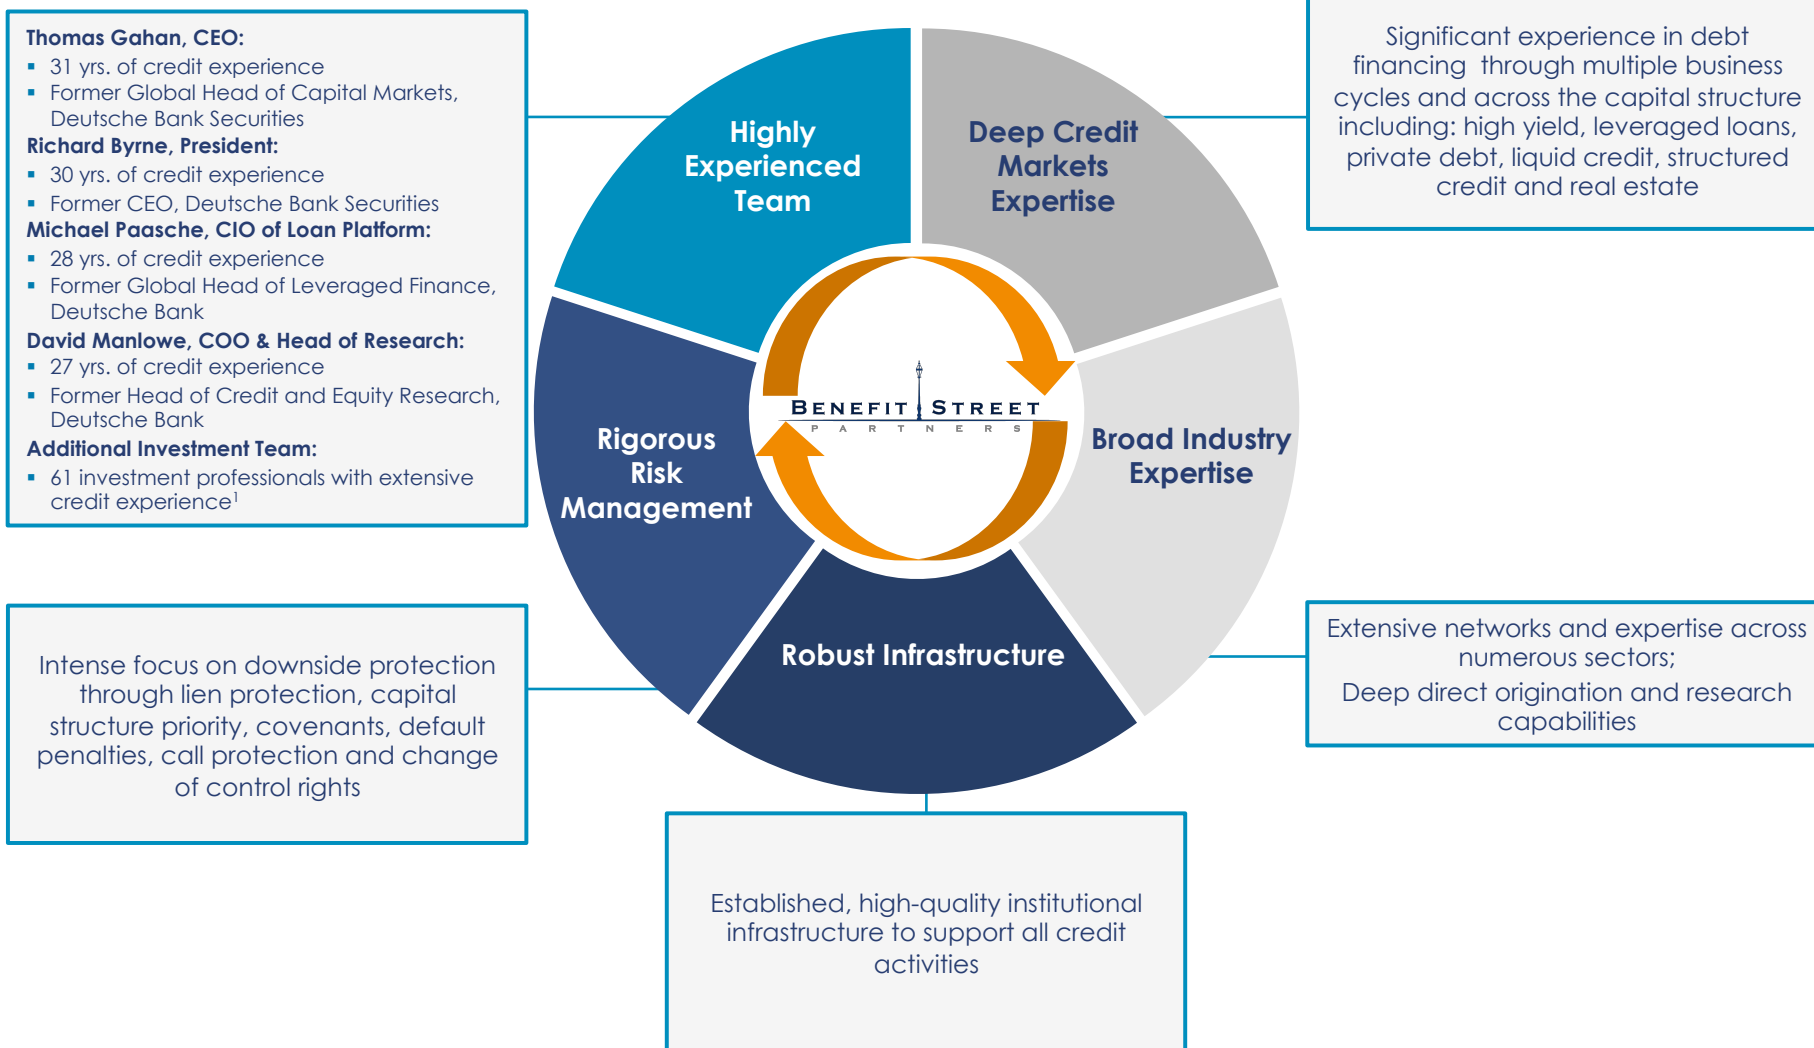 Thomas Gahan, CEO:
▪ 31 yrs. of credit experience
▪ Former Global Head of Capital Markets,
Deutsche Bank Securities
Richard Byrne, President:
▪ 30 yrs. of credit experience
▪ Former CEO, Deutsche Bank Securities
Michael Paasche, CIO of Loan Platform:
▪ 28 yrs. of credit experience
▪ Former Global Head of Leveraged Finance,
Deutsche Bank
David Manlowe, COO & Head of Research:
▪ 27 yrs. of credit experience
▪ Former Head of Credit and Equity Research,
Deutsche Bank
Additional Investment Team:
▪ 61 investment professionals with extensive
credit experience¹
Highly
Experienced
Team
Deep Credit
Markets
Expertise
Significant experience in debt
financing through multiple business
cycles and across the capital structure
including: high yield, leveraged loans,
private debt, liquid credit, structured
credit and real estate
BENEFIT STREET
PARTNERS
Rigorous
Risk
Management
Broad Industry
Expertise
Robust Infrastructure
Intense focus on downside protection
through lien protection, capital
structure priority, covenants, default
penalties, call protection and change
of control rights
Extensive networks and expertise across
numerous sectors;
Deep direct origination and research
capabilities
Established, high-quality institutional
infrastructure to support all credit
activities